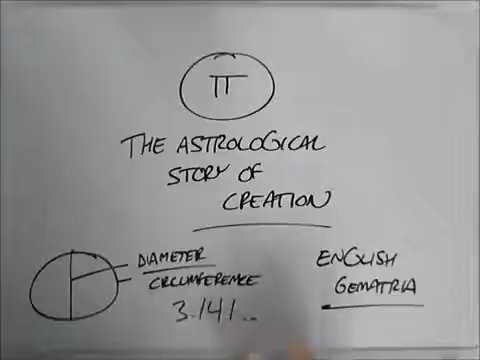 π
THE ASTROLOGICAL
STORY OF
CREATION
DIAMETER
CIRCUMFERENCE
3.141...
ENGLISH
GEMATRIA